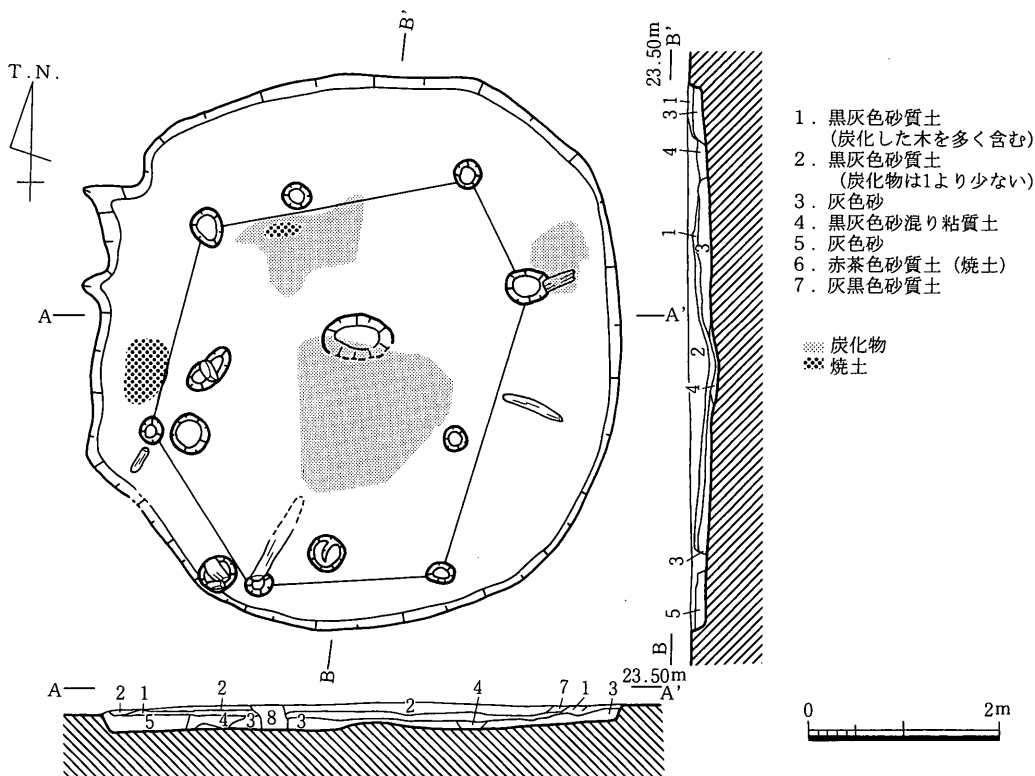 T.N.
B'
A
A'
B
23.50m
B'
3 1
4
1
3
2
4
3
5
B
1. 黒灰色砂質土
(炭化した木を多く含む)
2. 黒灰色砂質土
(炭化物は1より少ない)
3. 灰色砂
4. 黒灰色砂混り粘質土
5. 灰色砂
6. 赤茶色砂質土 (焼土)
7. 灰黒色砂質土
炭化物
焼土
A
23.50m
A'
2 1 2 2 4 7 1 3
5 4 3 8 3
0 2m